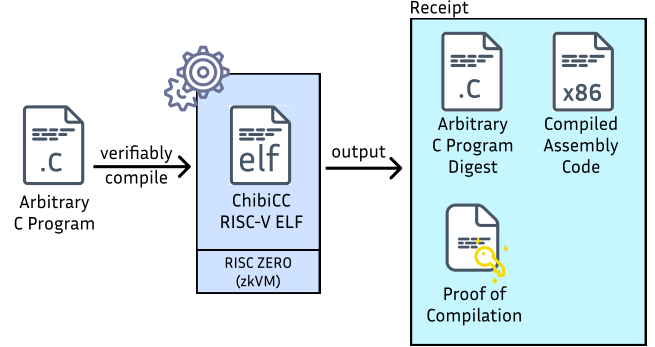 Receipt
.c
Arbitrary
C Program
verifiably
compile
elf
ChibiCC
RISC-V ELF
RISC ZERO
(zkVM)
output
.c
Arbitrary
C Program
Digest
x86
Compiled
Assembly
Code
Proof of
Compilation